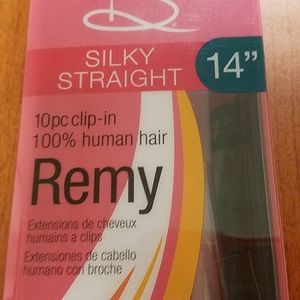 SILKY
STRAIGHT
14"
10pc clip-in
100% human hair
Remy
Extensions de cheveux
humains a clips
Extensiones de cabello
humano con broche